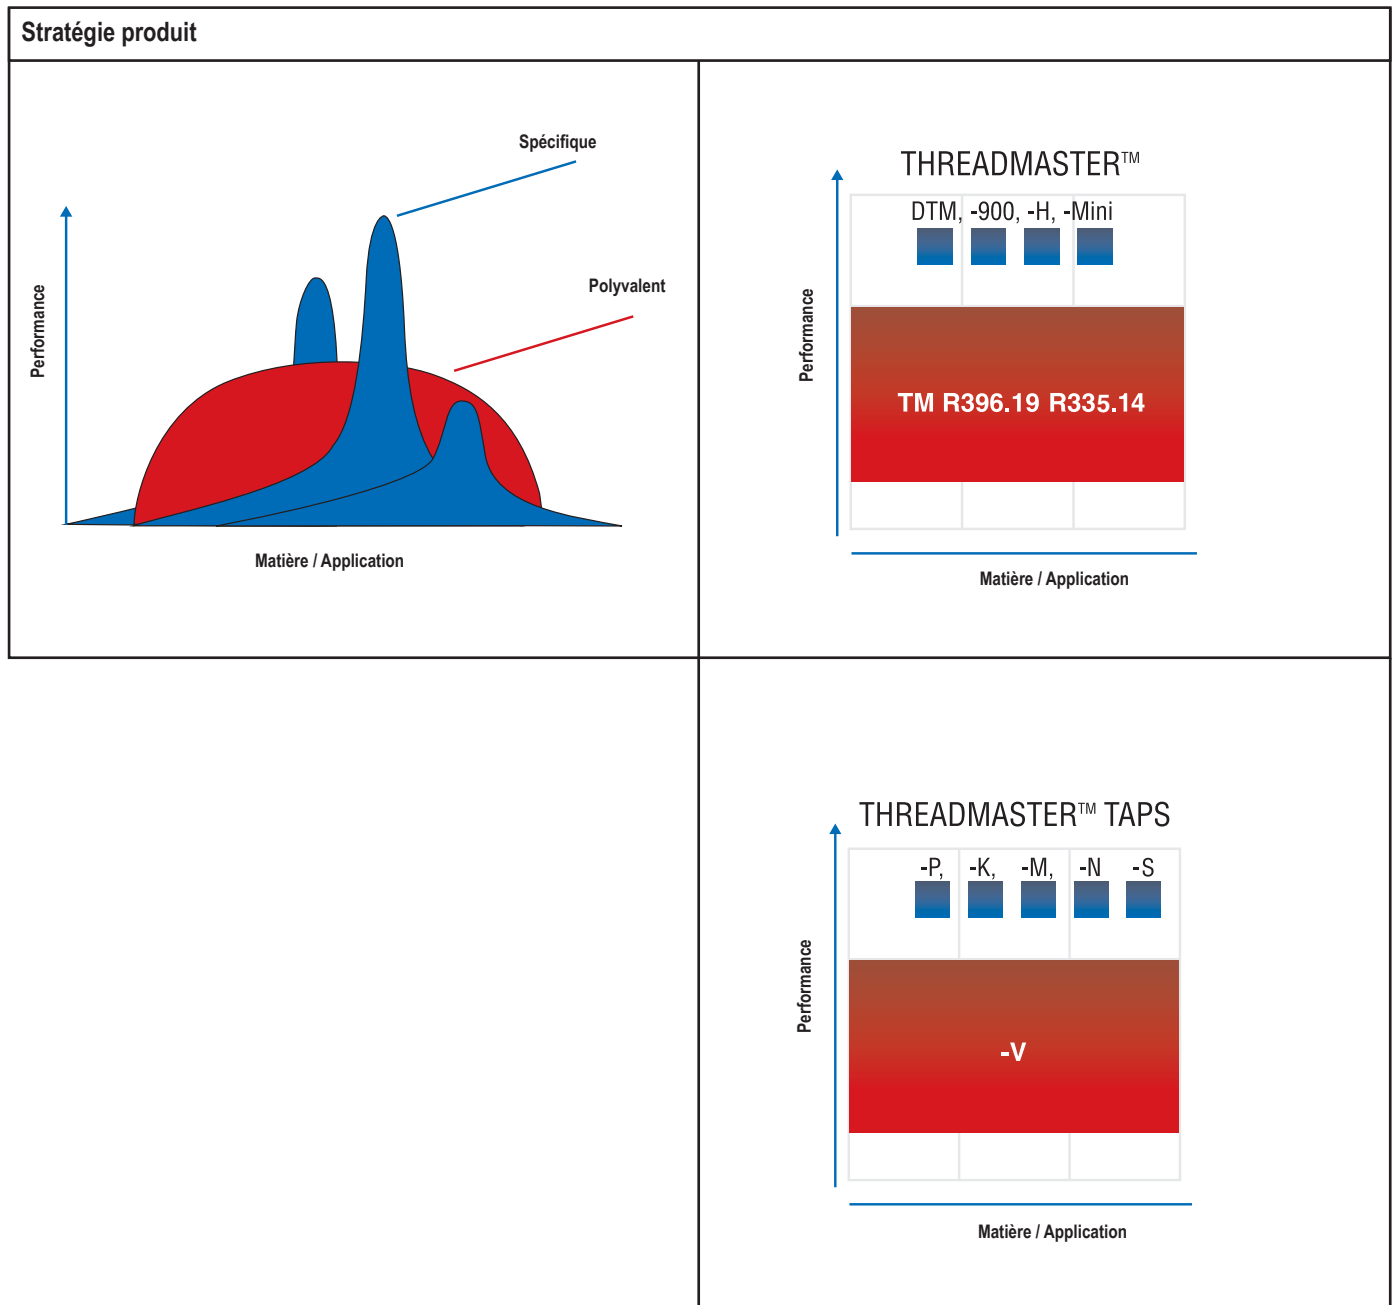 Stratégie produit
Spécifique
Polyvalent
Performance
Matière / Application
THREADMASTER™
DTM, -900, -H, -Mini
Performance
TM R396.19 R335.14
Matière / Application
THREADMASTER™ TAPS
-P, -K, -M, -N -S
Performance
-V
Matière / Application